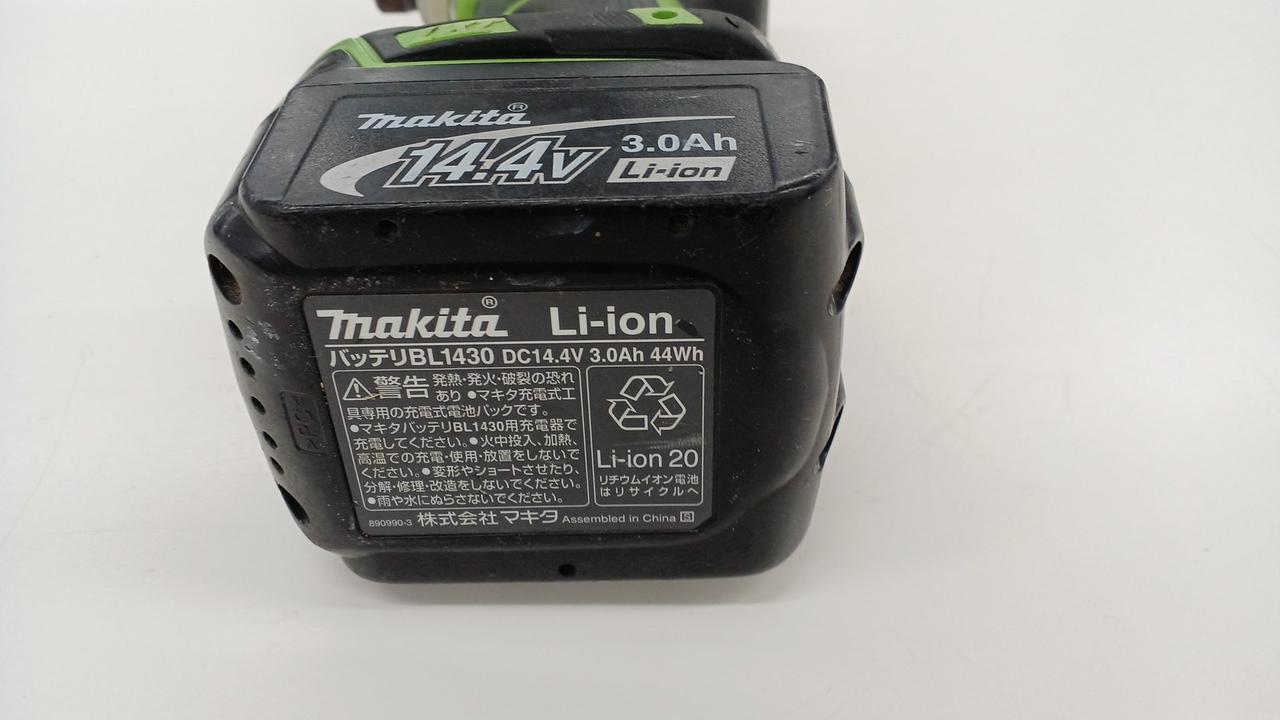 makita®
14.4V 3.0Ah
Li-ion
makita® Li-ion
バッテリBL1430 DC14.4V 3.0Ah 44Wh
警告 発熱・発火・破裂の恐れ
あり ●マキタ充電式工
具専用の充電式電池パックです。
●マキタバッテリBL1430用充電器で
充電してください。●火中投入、加熱、
高温での充電・使用・放置をしないで
ください。●変形やショートさせたり、
分解・修理・改造をしないでください。
●雨や水にぬらさないでください。
Li-ion 20
リチウムイオン電池
はリサイクルへ
890990-3 株式会社マキタ Assembled in China